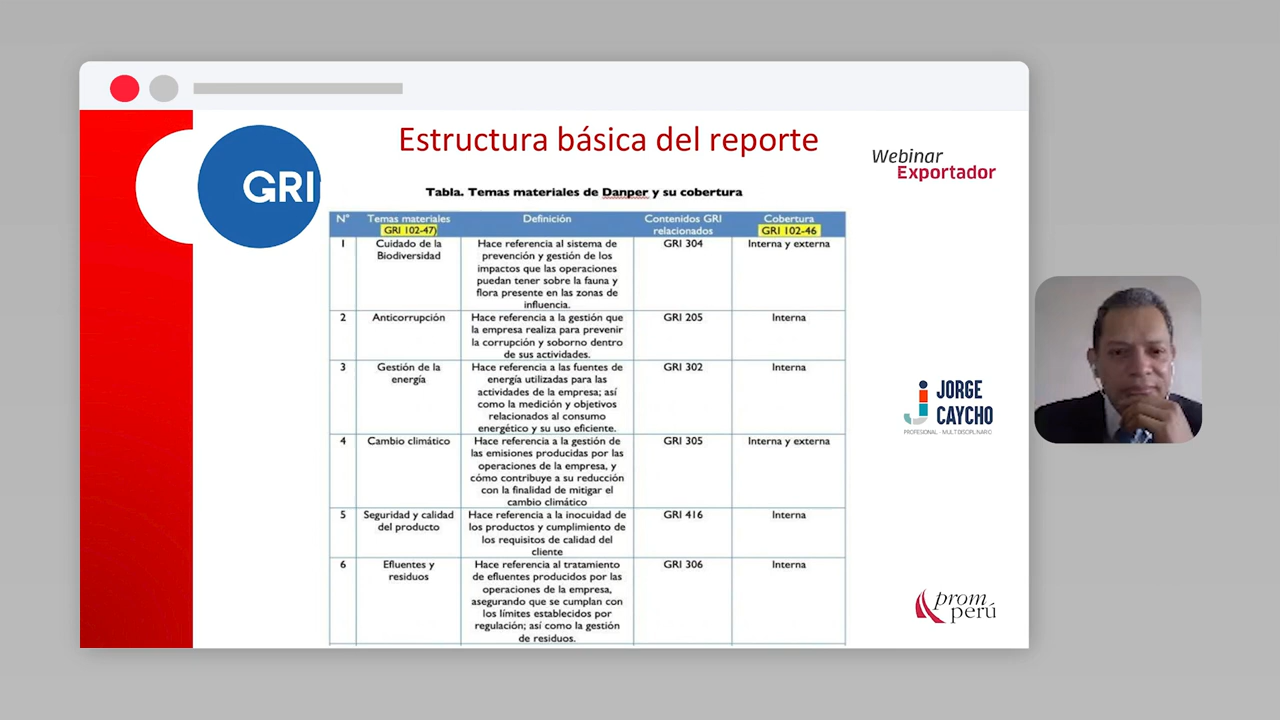 GRI
Estructura básica del reporte
Webinar
Exportador
Tabla. Temas materiales de Danper y su cobertura
N° Temas materiales Definición Contenidos GRI Cobertura
GRI 102-47) relacionados GRI 102-46
1 Cuidado de la Hace referencia al sistema de GRI 304 Interna y externa
Biodiversidad prevención y gestión de los
impactos que las operaciones
puedan tener sobre la fauna y
flora presente en las zonas de
influencia.
2 Anticorrupción Hace referencia a la gestión que GRI 205 Interna
la empresa realiza para prevenir
la corrupción y soborno dentro
de sus actividades.
3 Gestión de la Hace referencia a las fuentes de GRI 302 Interna
energía energía utilizadas para las
actividades de la empresa; así
como la medición y objetivos
relacionados al consumo
energético y su uso eficiente.
4 Cambio climático Hace referencia a la gestión de GRI 305 Interna y externa
las emisiones producidas por las
operaciones de la empresa, y
cómo contribuye a su reducción
con la finalidad de mitigar el
cambio climático
5 Seguridad y calidad Hace referencia a la inocuidad de GRI 416 Interna
del producto los productos y cumplimiento de
los requisitos de calidad del
cliente
6 Efluentes y Hace referencia al tratamiento GRI 306 Interna
residuos de efluentes producidos por las
operaciones de la empresa,
asegurando que se cumplan con
los límites establecidos por
regulación; así como la gestión
de residuos.
JORGE
CAYCHO
PROFESIONAL - MULTIDISCIPLINARIO
prom
perú